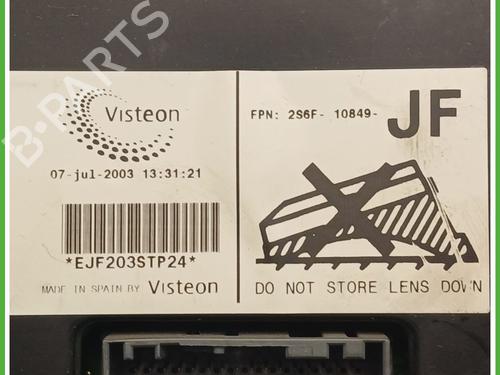 B-PARTS
Visteon
07-jul-2003 13:31:21
*EJF203STP24*
MADE IN SPAIN BY Visteon
FPN: 2S6F- 10849- JF
DO NOT STORE LENS DOWN